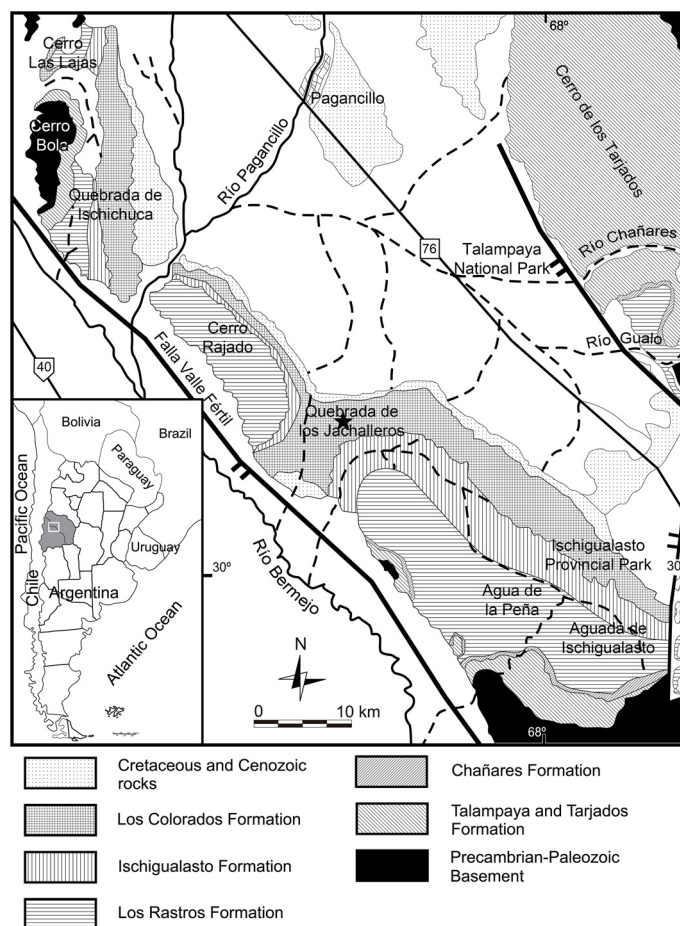 68º
Cerro
Las Lajas
Cerro
Bola
Pagancillo
Río Pagancillo
Cerro de los Tarjados
Quebrada de
Ischichuca
76
Talampaya
National Park
Río Chañares
Río Gualo
Cerro
Rajado
Falla Valle Fértil
40
Quebrada de
los Jachalleros
Bolivia
Brazil
Paraguay
Pacific Ocean
Uruguay
Chile
Argentina
Atlantic Ocean
30º
Río Bermejo
Ischigualasto
Provincial Park
30
Agua de
la Peña
Aguada de
Ischigualasto
N
0 10 km
68º
Cretaceous and Cenozoic
rocks
Los Colorados Formation
Ischigualasto Formation
Los Rastros Formation
Chañares Formation
Talampaya and Tarjados
Formation
Precambrian-Paleozoic
Basement